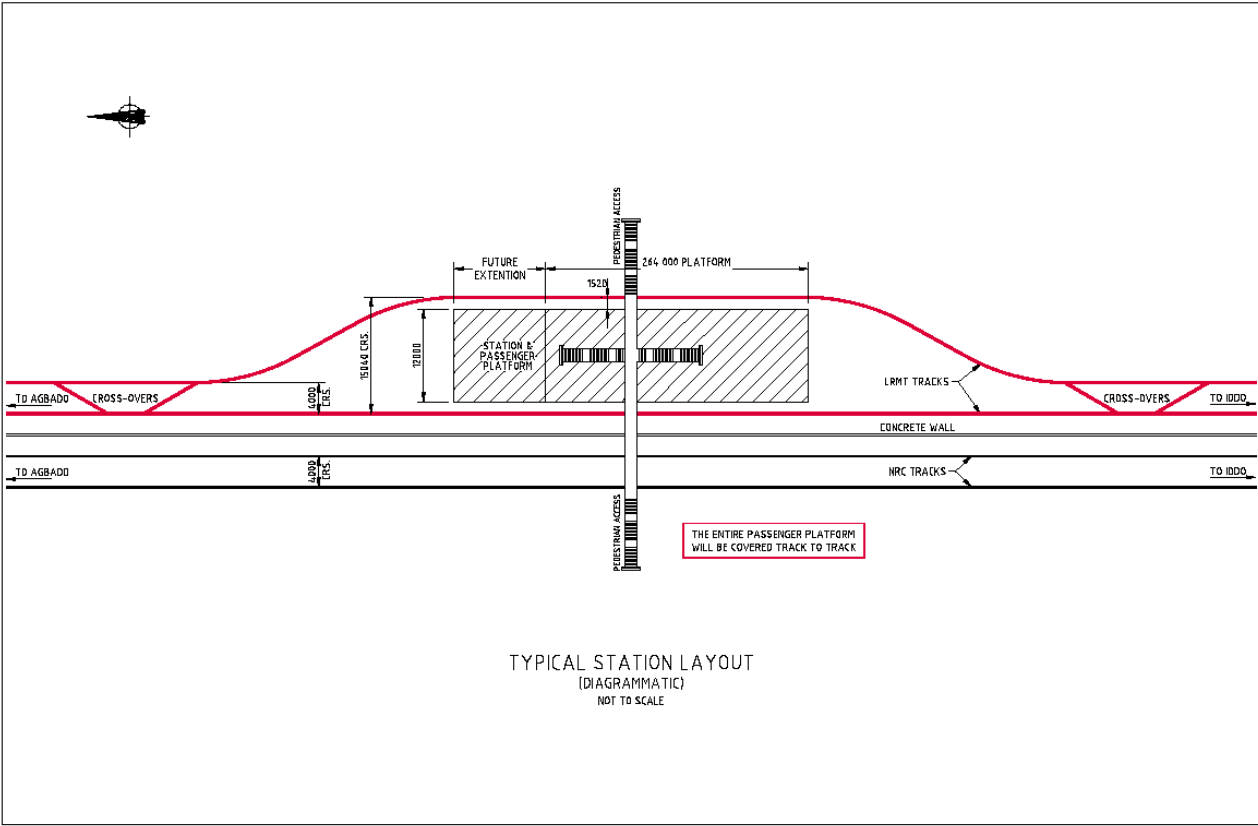 PEDESTRIAN ACCESS
FUTURE
EXTENTION
264 000 PLATFORM
1520
15040 CRS.
12000
STATION &
PASSENGER
PLATFORM
LRMT TRACKS
TO AGBADO
CROSS-OVERS
4000
CRS.
CROSS-OVERS
TO IDDO
CONCRETE WALL
TO AGBADO
4000
CRS.
NRC TRACKS
TO IDDO
PEDESTRIAN ACCESS
THE ENTIRE PASSENGER PLATFORM
WILL BE COVERED TRACK TO TRACK
TYPICAL STATION LAYOUT
(DIAGRAMMATIC)
NOT TO SCALE